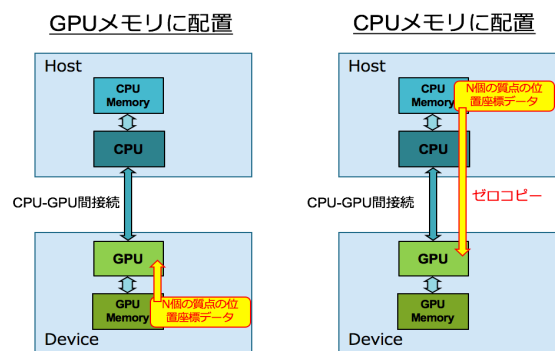 GPUメモリに配置
Host
CPU
Memory
CPU
CPU-GPU間接続
GPU
GPU
Memory
N個の質点の位
置座標データ
Device
CPUメモリに配置
Host
CPU
Memory
N個の質点の位
置座標データ
CPU
ゼロコピー
CPU-GPU間接続
GPU
GPU
Memory
Device